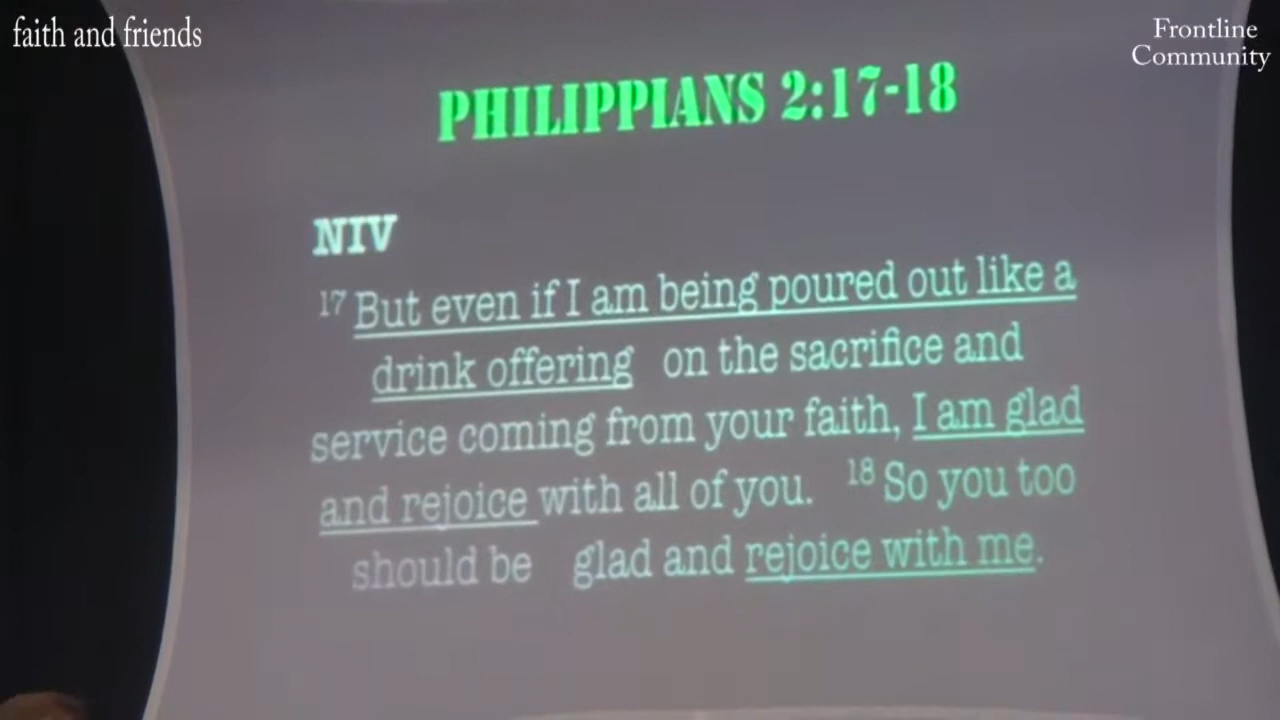 faith and friends
Frontline
Community
PHILIPPIANS 2:17-18
NIV
17 But even if I am being poured out like a
drink offering on the sacrifice and
service coming from your faith, I am glad
and rejoice with all of you. 18 So you too
should be glad and rejoice with me.